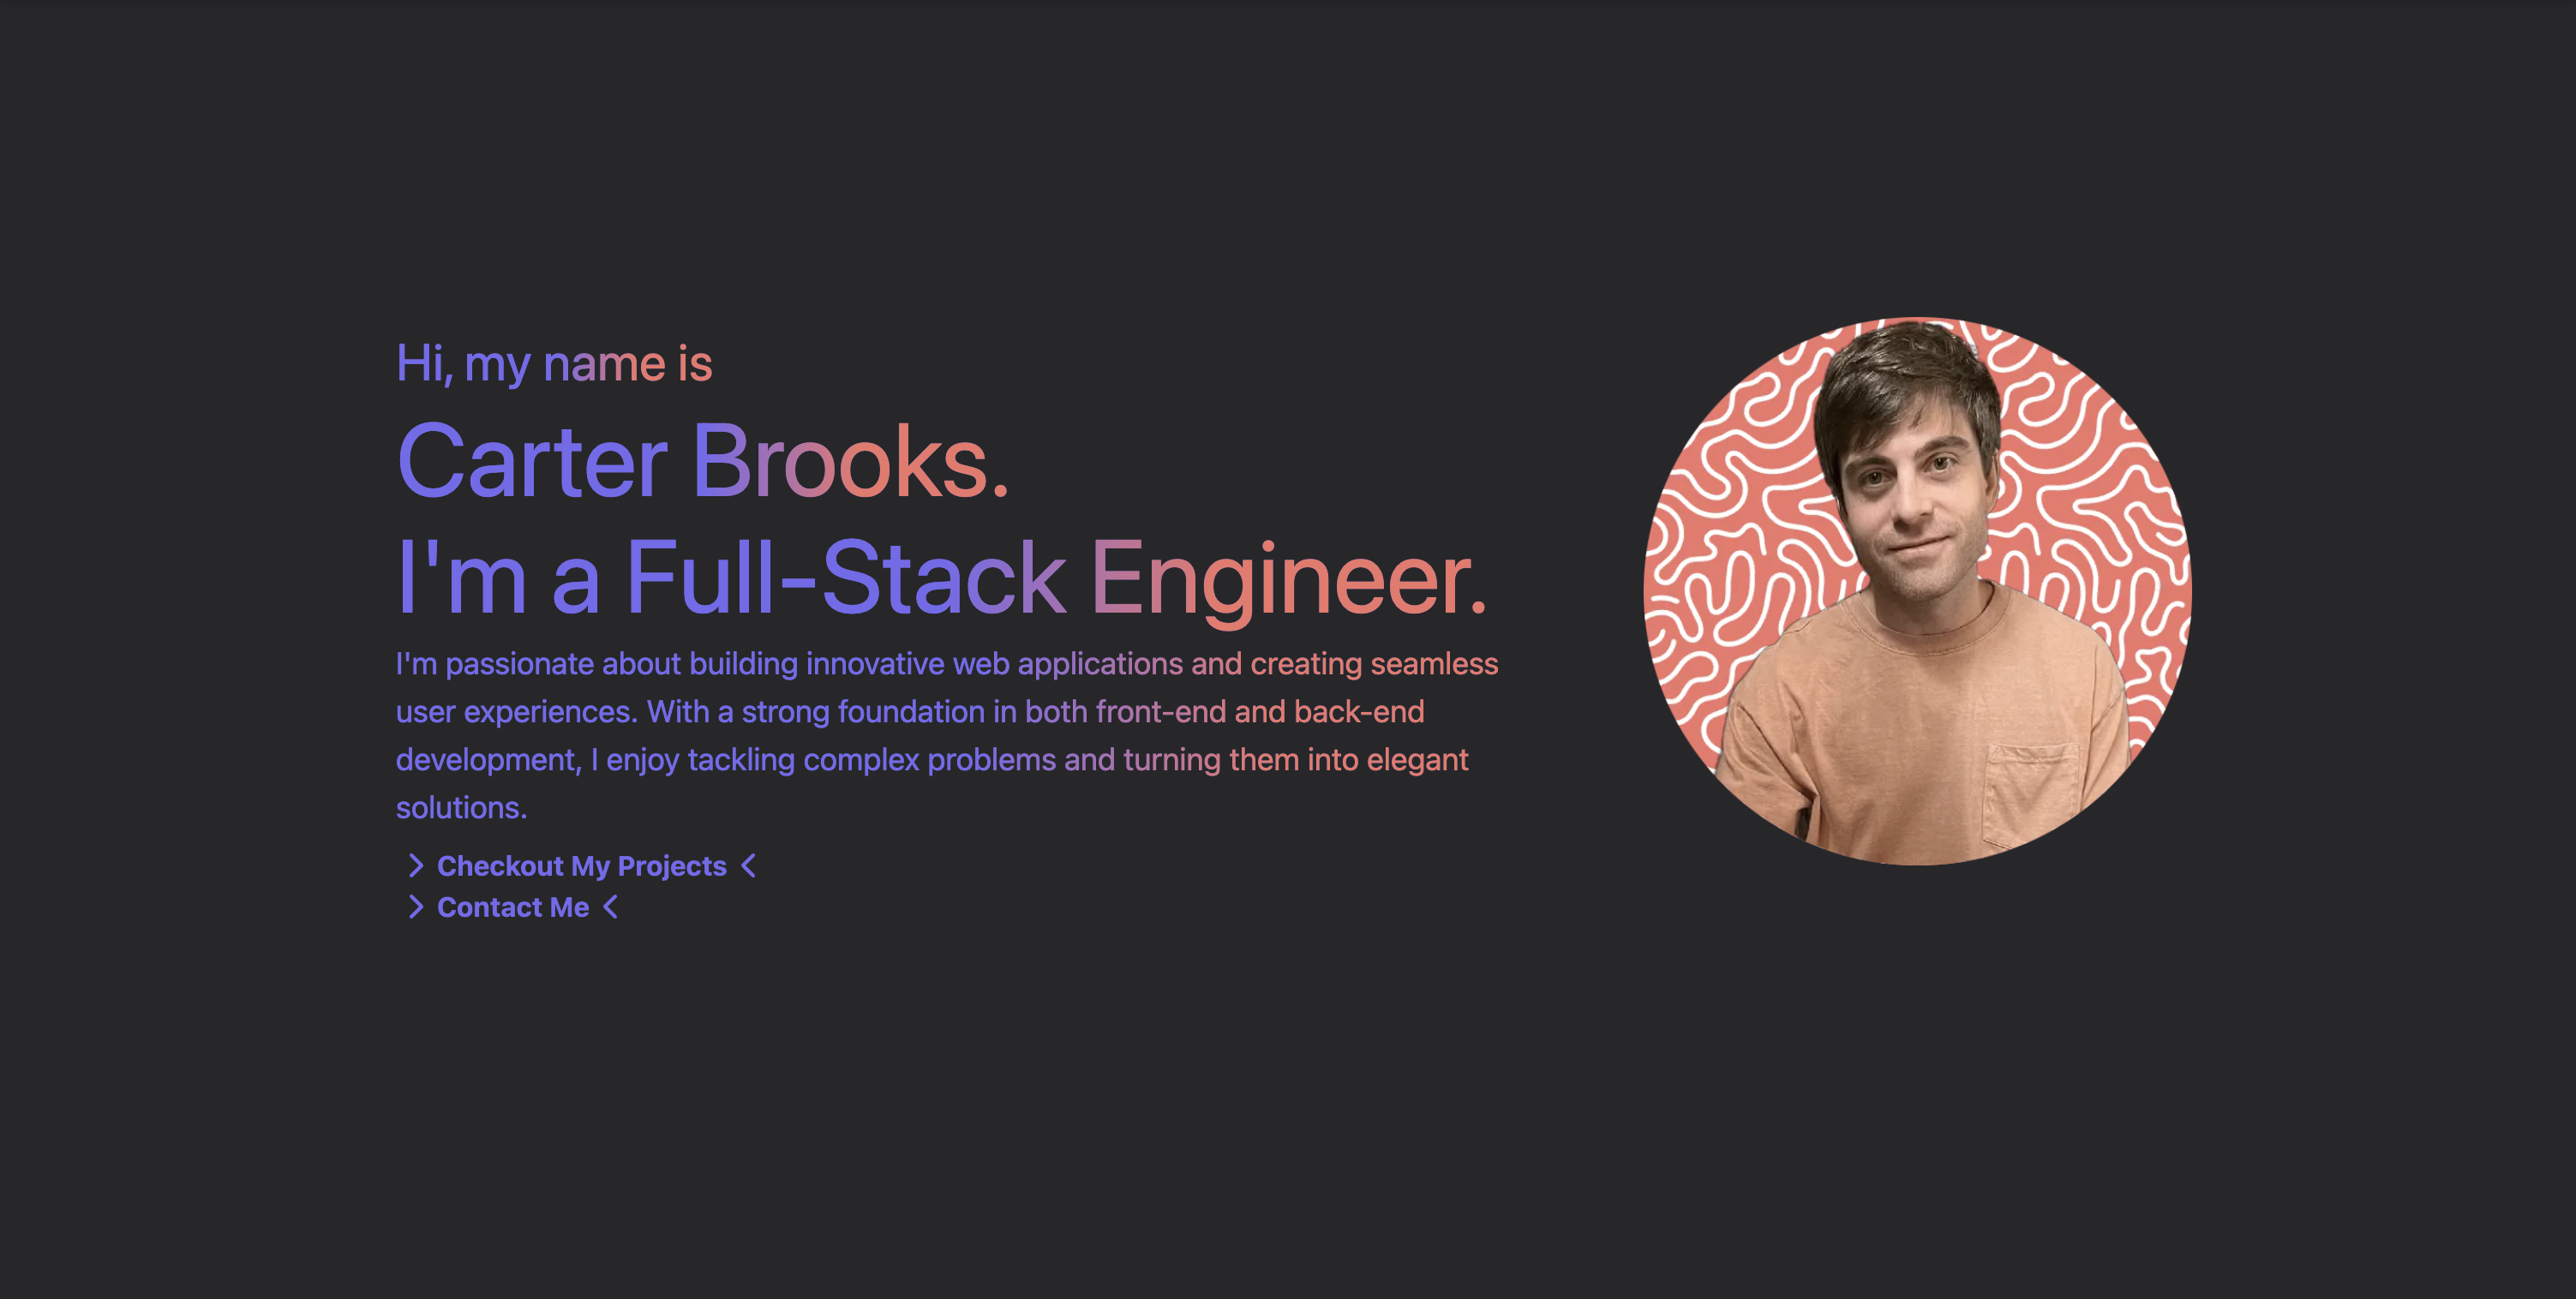 Hi, my name is
Carter Brooks.
I'm a Full-Stack Engineer.
I'm passionate about building innovative web applications and creating seamless
user experiences. With a strong foundation in both front-end and back-end
development, I enjoy tackling complex problems and turning them into elegant
solutions.
Checkout My Projects
Contact Me